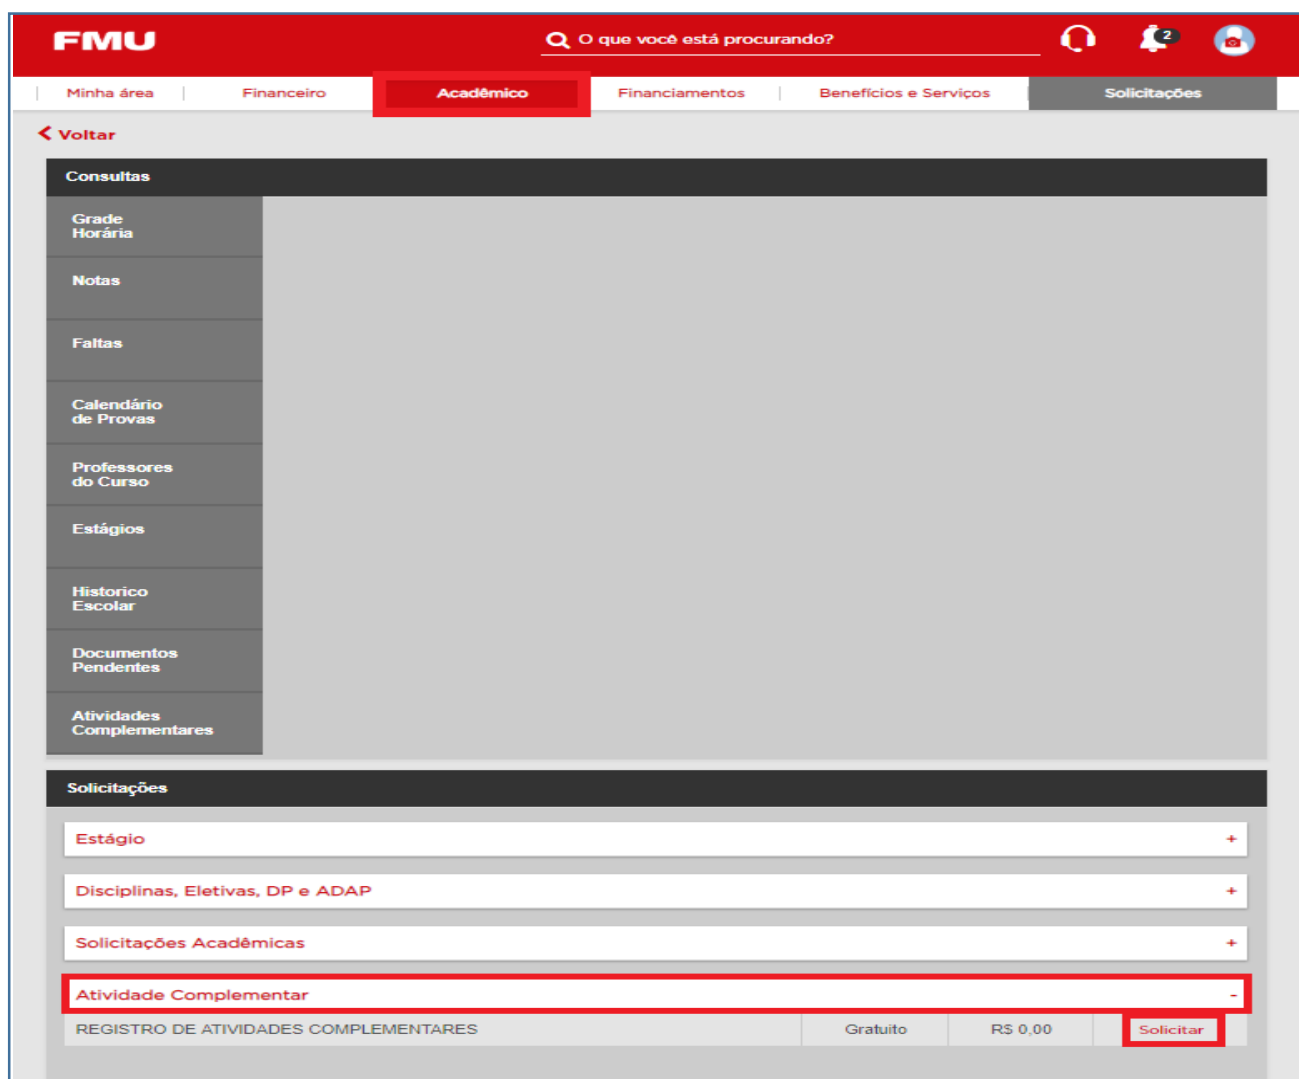 FMU
O que você está procurando?
2
Minha área
Financeiro
Acadêmico
Financiamentos
Benefícios e Serviços
Solicitações
Voltar
Consultas
Grade
Horária
Notas
Faltas
Calendário
de Provas
Professores
do Curso
Estágios
Historico
Escolar
Documentos
Pendentes
Atividades
Complementares
Solicitações
Estágio +
Disciplinas, Eletivas, DP e ADAP +
Solicitações Acadêmicas +
Atividade Complementar -
REGISTRO DE ATIVIDADES COMPLEMENTARES Gratuito R$ 0,00 Solicitar